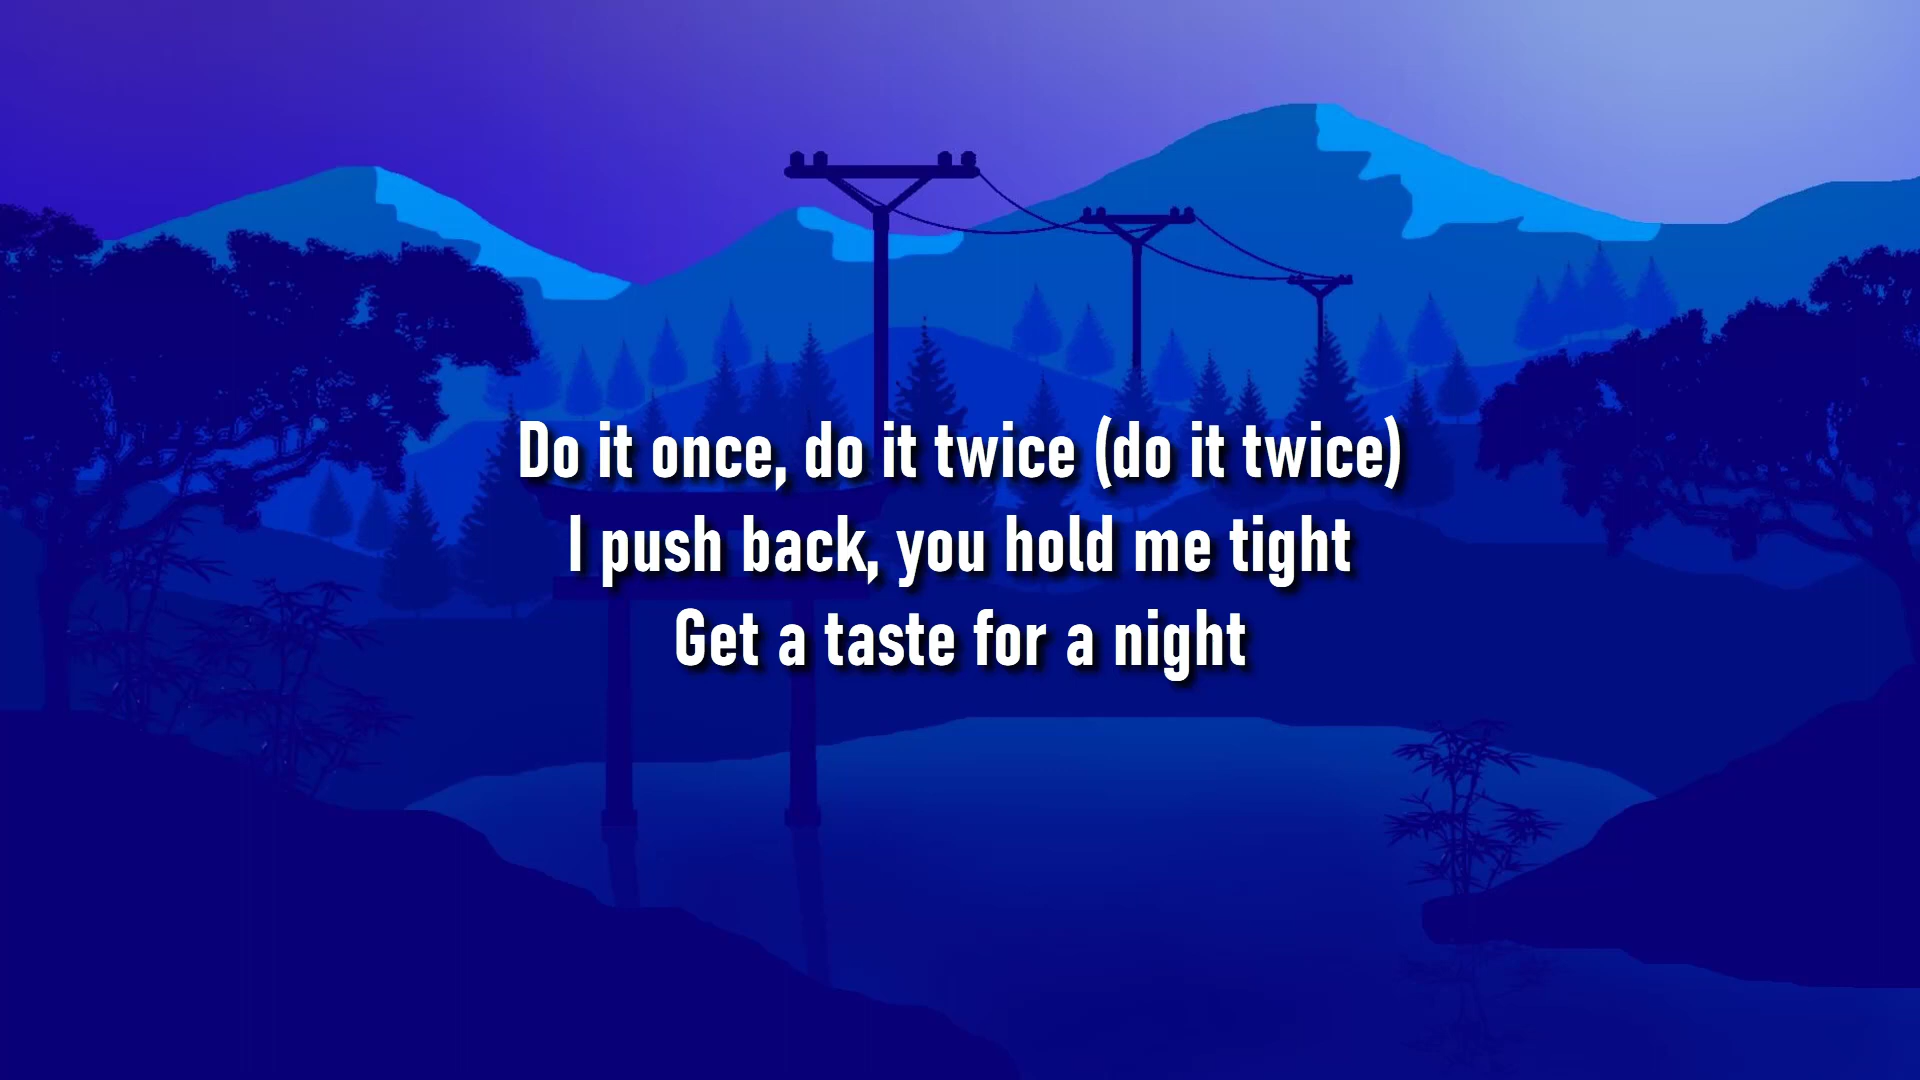 Do it once, do it twice (do it twice)
I push back, you hold me tight
Get a taste for a night